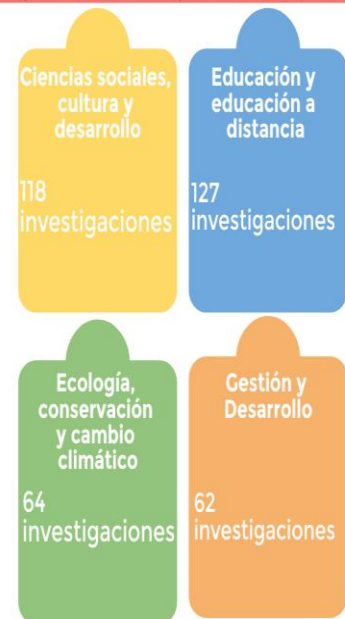 Ciencias sociales,
cultura y
desarrollo
118
investigaciones
Educación y
educación a
distancia
127
investigaciones
Ecología,
conservación
y cambio
climático
64
investigaciones
Gestión y
Desarrollo
62
investigaciones